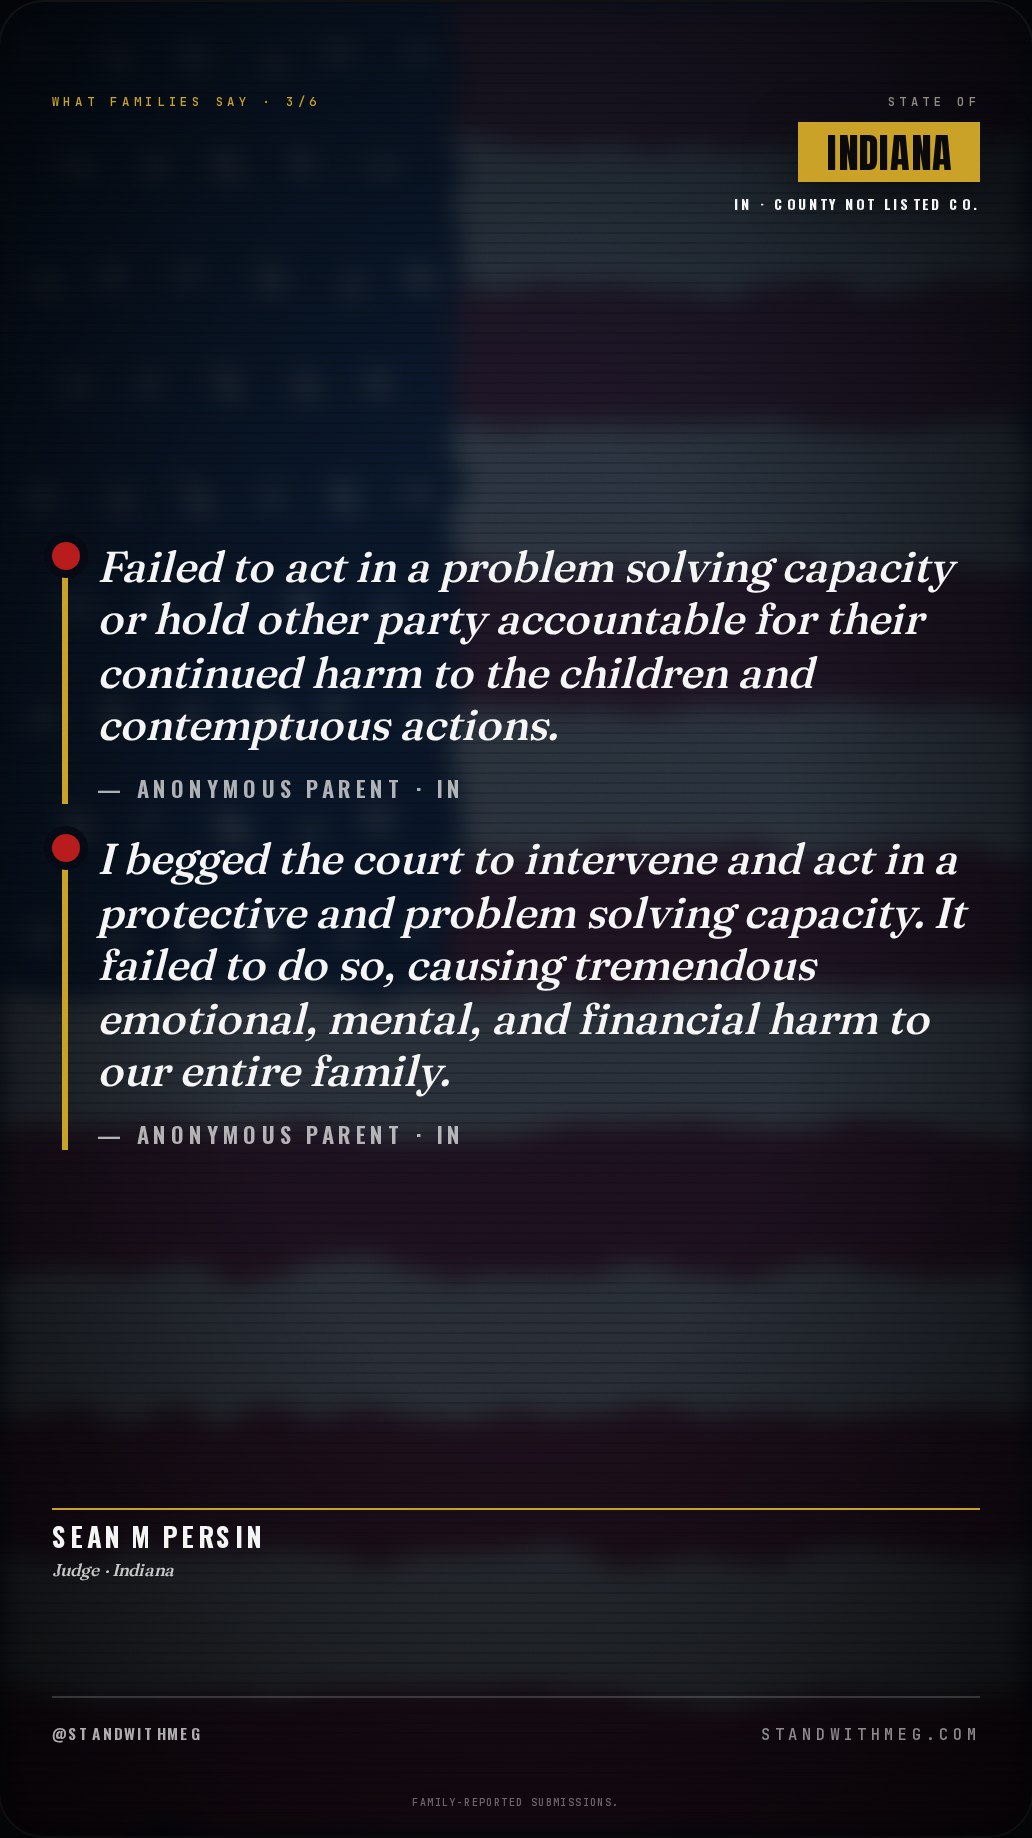 WHAT FAMILIES SAY · 3/6
STATE OF
INDIANA
IN · COUNTY NOT LISTED CO.
Failed to act in a problem solving capacity
or hold other party accountable for their
continued harm to the children and
contemptuous actions.
— ANONYMOUS PARENT · IN
I begged the court to intervene and act in a
protective and problem solving capacity. It
failed to do so, causing tremendous
emotional, mental, and financial harm to
our entire family.
— ANONYMOUS PARENT · IN
SEAN M PERSIN
Judge · Indiana
@STANDWITHMEG
STANDWITHMEG.COM
FAMILY-REPORTED SUBMISSIONS.